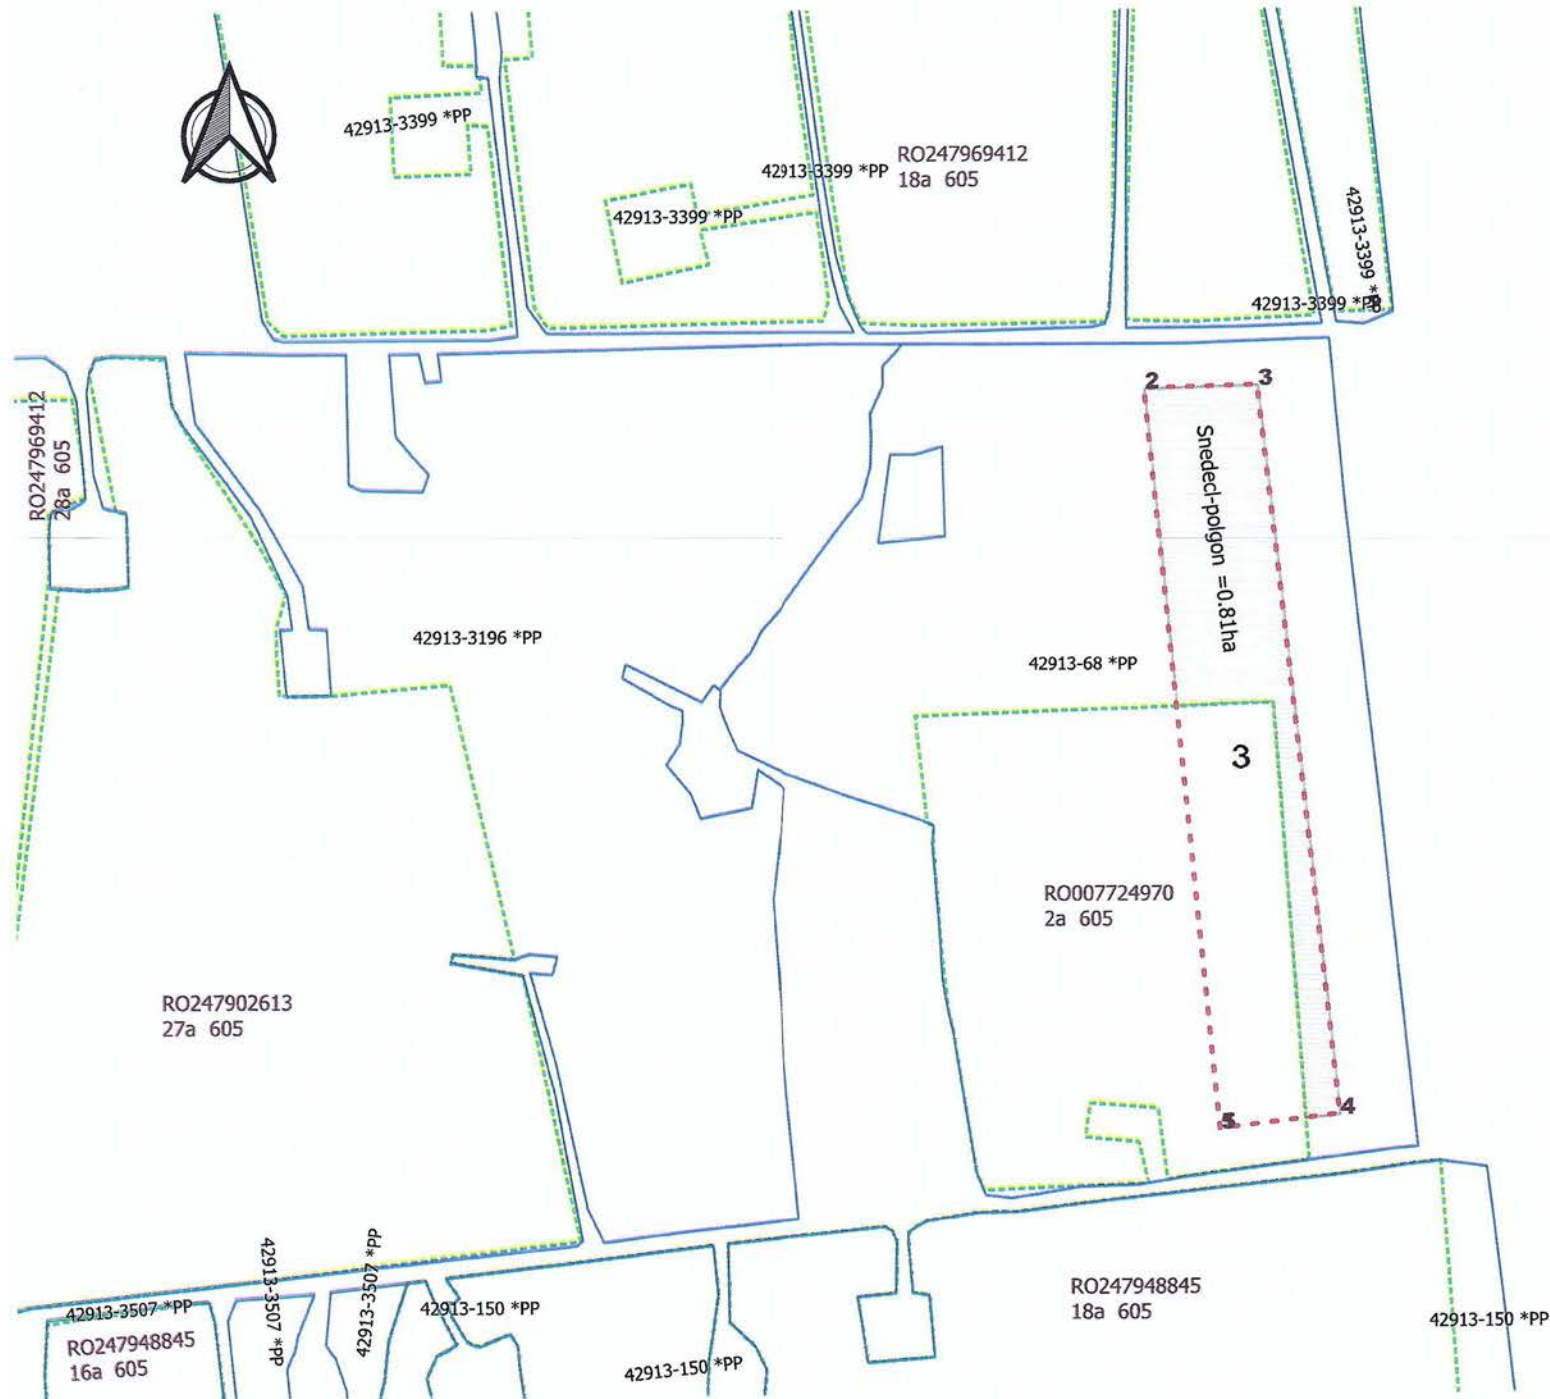 42913-3399 *PP
42913-3399 *PP
RO247969412
18a 605
42913-3399 *PP
42913-3399 *PP
42913-3399 *PB
2
3
RO247969412
28a 605
Snedecl-polgon =0.81ha
42913-3196 *PP
42913-68 *PP
3
RO007724970
2a 605
RO247902613
27a 605
4
42913-3507 *PP
42913-3507 *PP
42913-3507 *PP
42913-150 *PP
RO247948845
18a 605
42913-150 *PP
RO247948845
16a 605
42913-150 *PP